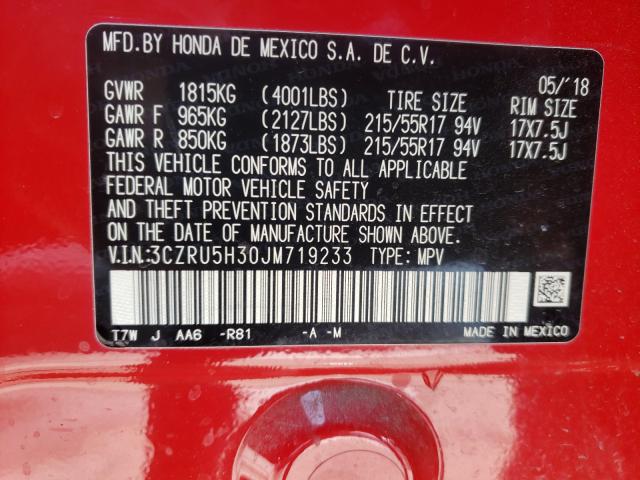 MFD.BY HONDA DE MEXICO S.A. DE C.V.
05/'18
GVWR 1815KG (4001LBS) TIRE SIZE RIM SIZE
GAWR F 965KG (2127LBS) 215/55R17 94V 17X7.5J
GAWR R 850KG (1873LBS) 215/55R17 94V 17X7.5J
THIS VEHICLE CONFORMS TO ALL APPLICABLE
FEDERAL MOTOR VEHICLE SAFETY
AND THEFT PREVENTION STANDARDS IN EFFECT
ON THE DATE OF MANUFACTURE SHOWN ABOVE.
V.I.N:3CZRU5H30JM719233 TYPE: MPV
T7W J AA6 -R81 -A -M MADE IN MEXICO